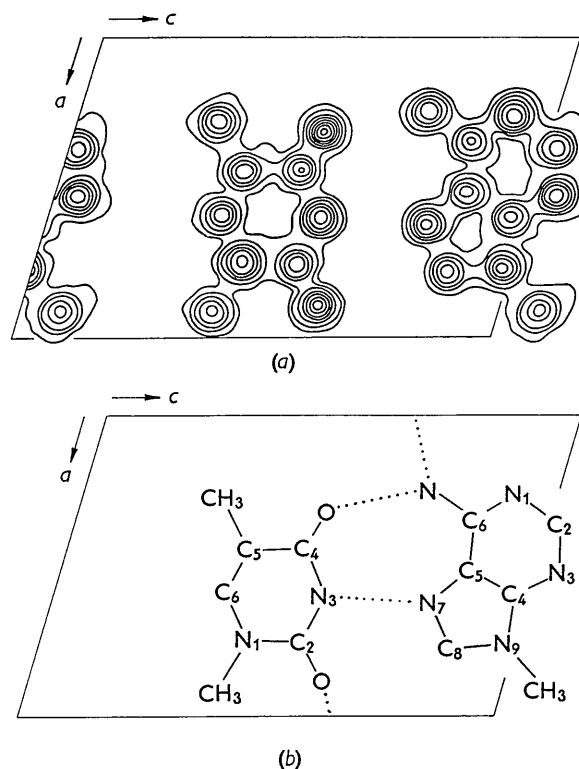 c
a
(a)
c
a
CH₃
O
N
N₁
C₆
C₂
C₅
C₄
C₅
N₃
C₆
N₃
N₇
C₄
N₁
C₂
C₈
N₉
CH₃
O
CH₃
(b)